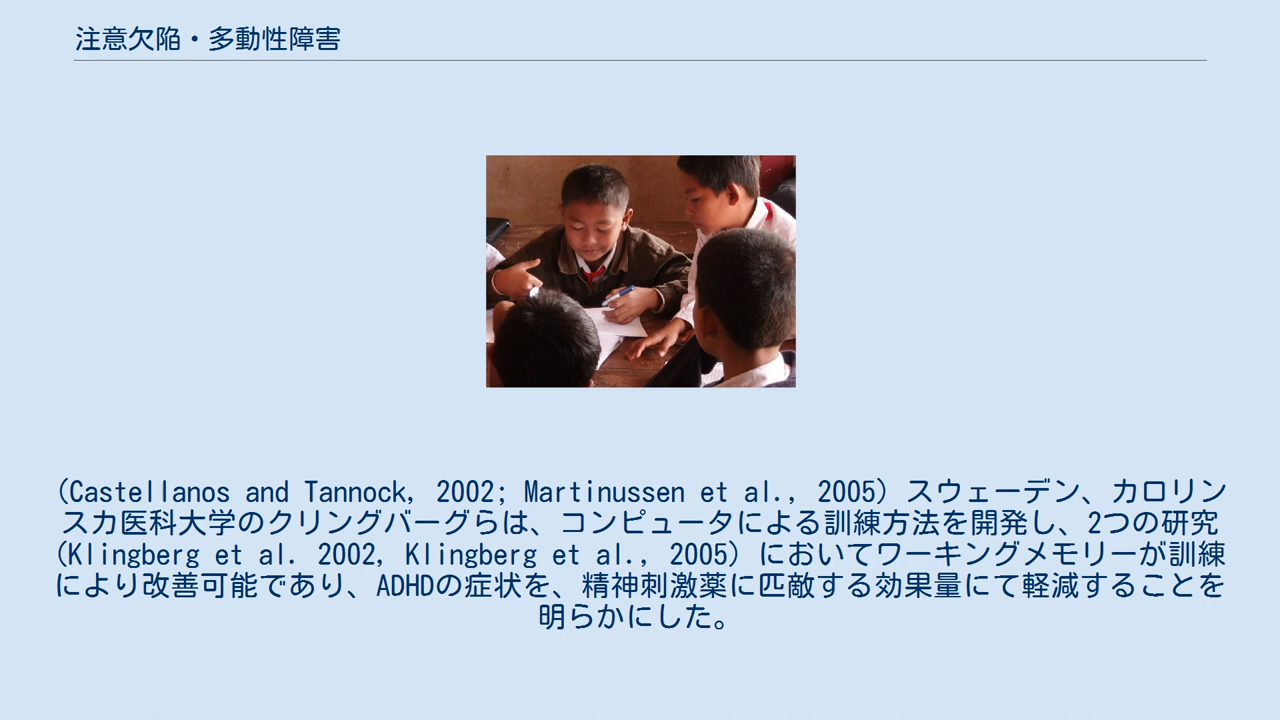 注意欠陥・多動性障害
(Castellanos and Tannock, 2002; Martinussen et al., 2005) スウェーデン、カロリン
スカ医科大学のクリングバーグらは、コンピュータによる訓練方法を開発し、2つの研究
(Klingberg et al. 2002, Klingberg et al., 2005) においてワーキングメモリーが訓練
により改善可能であり、ADHDの症状を、精神刺激薬に匹敵する効果量にて軽減することを
明らかにした。